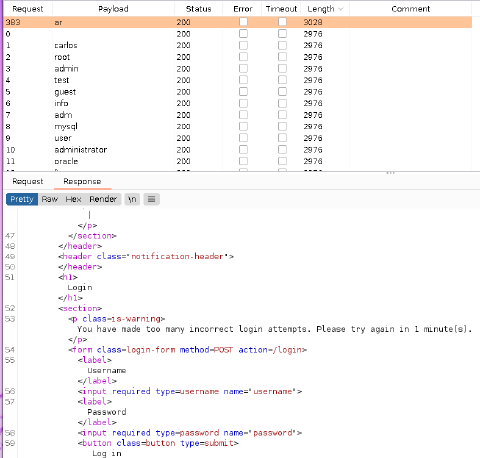 Request Payload Status Error Timeout Length Comment
383 ar 200 3028
0 200 2976
1 carlos 200 2976
2 root 200 2976
3 admin 200 2976
4 test 200 2976
5 guest 200 2976
6 info 200 2976
7 adm 200 2976
8 mysql 200 2976
9 user 200 2976
10 administrator 200 2976
11 oracle 200 2976
Request Response
Pretty Raw Hex Render \n
|
</p>
47 </section>
48 </header>
49 <header class="notification-header">
50 </header>
51 <h1>
Login
</h1>
52 <section>
53 <p class=is-warning>
You have made too many incorrect login attempts. Please try again in 1 minute(s).
</p>
54 <form class=login-form method=POST action=/login>
55 <label>
Username
</label>
56 <input required type=username name="username">
57 <label>
Password
</label>
58 <input required type=password name="password">
59 <button class=button type=submit>
Log in